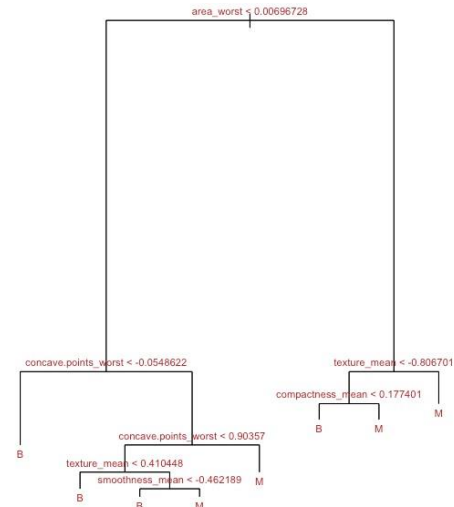 area_worst < 0.00696728
concave.points_worst < -0.0548622
texture_mean < -0.806701
compactness_mean < 0.177401
B
M
M
concave.points_worst < 0.90357
B
texture_mean < 0.410448
smoothness_mean < -0.462189
M
B
B
M